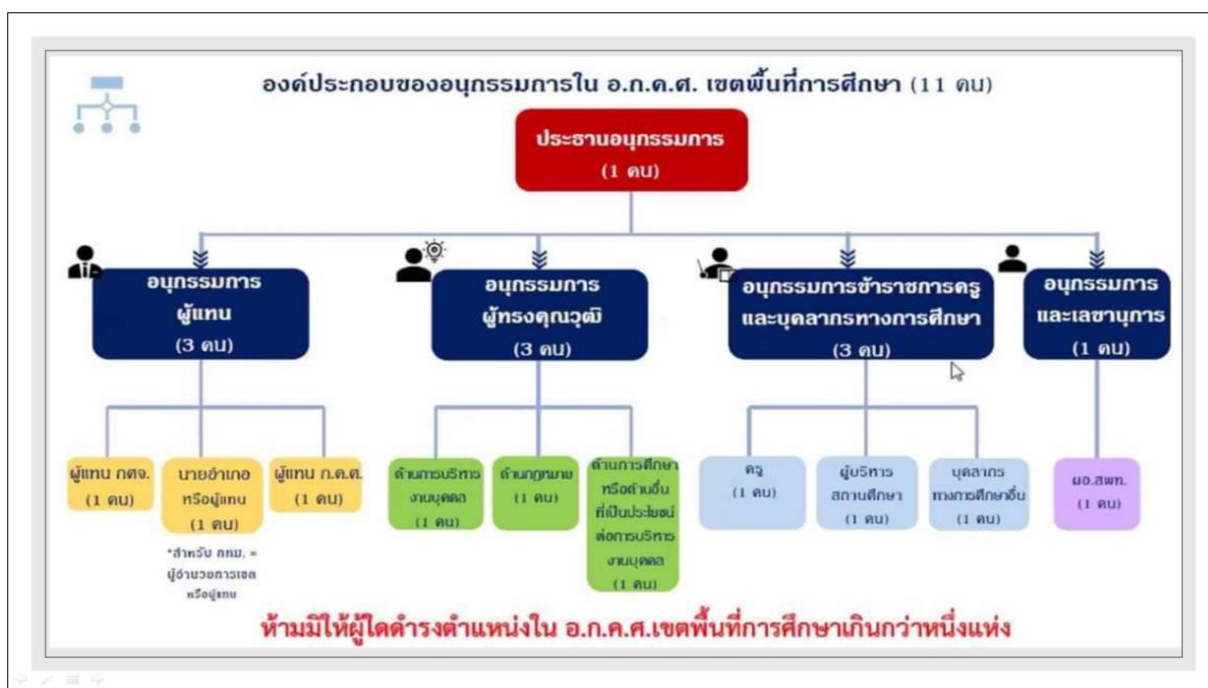 องค์ประกอบของอนุกรรมการใน อ.ก.ค.ศ. เขตพื้นที่การศึกษา (11 คน)
ประธานอนุกรรมการ
(1 คน)
อนุกรรมการ
ผู้แทน
(3 คน)
อนุกรรมการ
ผู้ทรงคุณวุฒิ
(3 คน)
อนุกรรมการข้าราชการครู
และบุคลากรทางการศึกษา
(3 คน)
อนุกรรมการ
และเลขานุการ
(1 คน)
ผู้แทน กศจ.
(1 คน)
นายอำเภอ
หรือผู้แทน
(1 คน)
*สำหรับ กทม. =
ผู้อำนวยการเขต
หรือผู้แทน
ผู้แทน ก.ค.ศ.
(1 คน)
ด้านการบริหาร
งานบุคคล
(1 คน)
ด้านกฎหมาย
(1 คน)
ด้านการศึกษา
หรือด้านอื่น
ที่เป็นประโยชน์
ต่อการบริหาร
งานบุคคล
(1 คน)
ครู
(1 คน)
ผู้บริหาร
สถานศึกษา
(1 คน)
บุคลากร
ทางการศึกษาอื่น
(1 คน)
ผอ.สพท.
(1 คน)
ห้ามมิให้ผู้ใดดำรงตำแหน่งใน อ.ก.ค.ศ.เขตพื้นที่การศึกษาเกินกว่าหนึ่งแห่ง